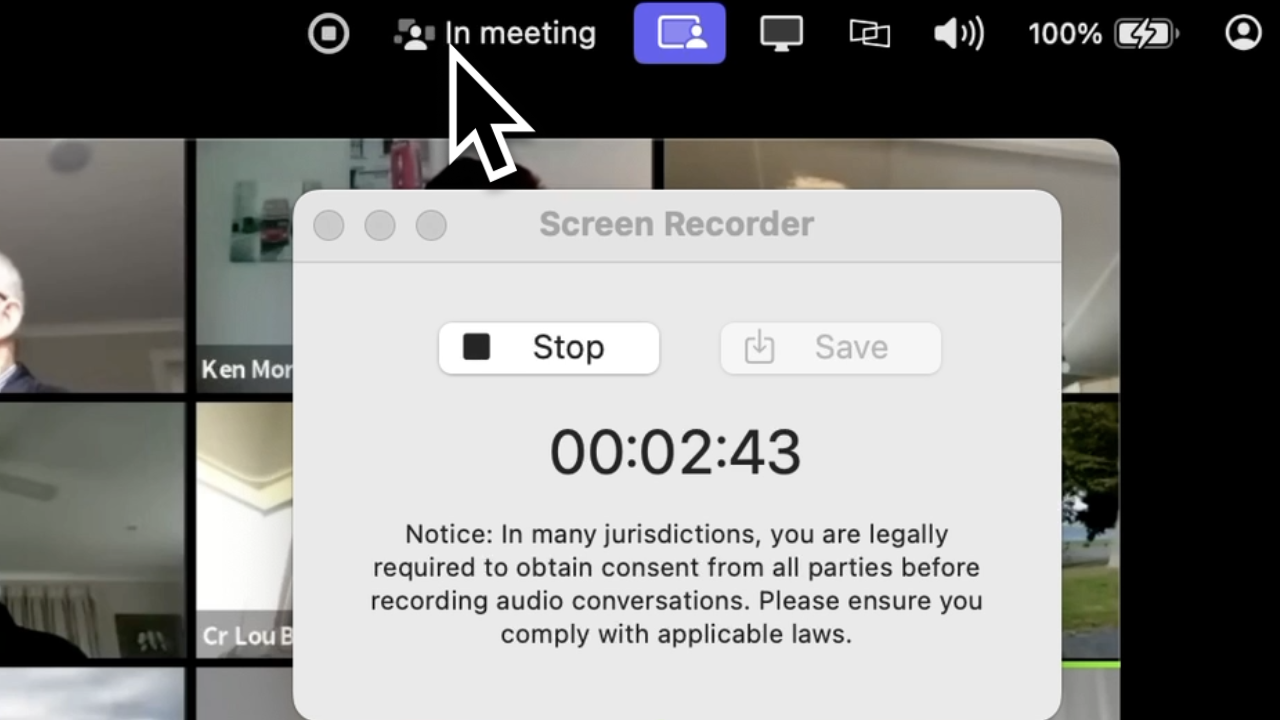 In meeting
100%
Screen Recorder
Stop
Save
Ken Mor
00:02:43
Notice: In many jurisdictions, you are legally
required to obtain consent from all parties before
recording audio conversations. Please ensure you
comply with applicable laws.
Cr Lou B